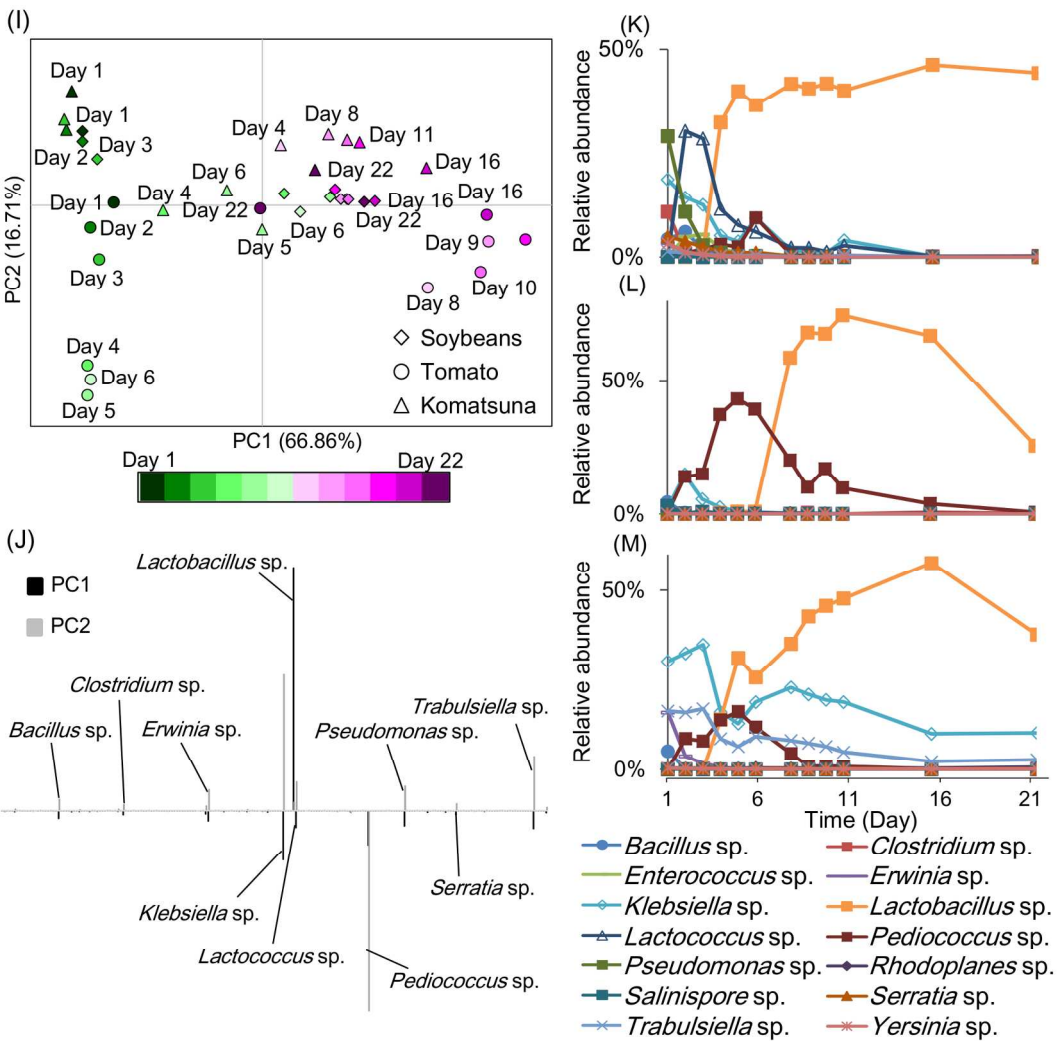 (I)
Day 1
Day 1
Day 3
Day 2
Day 4
Day 8
Day 11
Day 6
Day 22
Day 16
Day 1
Day 4
Day 22
Day 16
Day 16
Day 2
Day 5
Day 6
Day 22
Day 9
Day 3
Day 10
Day 8
Day 4
Day 6
Day 5
Soybeans
Tomato
Komatsuna
PC2 (16.71%)
PC1 (66.86%)
Day 1
Day 22
(J)
PC1
PC2
Lactobacillus sp.
Clostridium sp.
Bacillus sp.
Erwinia sp.
Trabulsiella sp.
Pseudomonas sp.
Klebsiella sp.
Lactococcus sp.
Serratia sp.
Pediococcus sp.
(K)
50%
0%
Relative abundance
(L)
50%
0%
Relative abundance
(M)
50%
0%
Relative abundance
1
6
11
16
21
Time (Day)
Bacillus sp.
Clostridium sp.
Enterococcus sp.
Erwinia sp.
Klebsiella sp.
Lactobacillus sp.
Lactococcus sp.
Pediococcus sp.
Pseudomonas sp.
Rhodoplanes sp.
Salinispore sp.
Serratia sp.
Trabulsiella sp.
Yersinia sp.